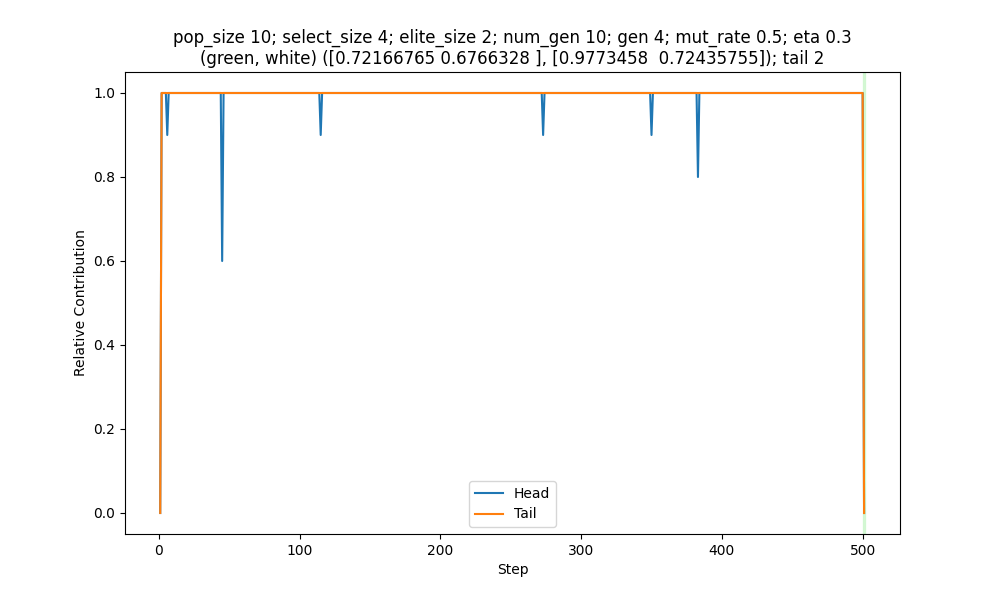 pop_size 10; select_size 4; elite_size 2; num_gen 10; gen 4; mut_rate 0.5; eta 0.3
(green, white) ([0.72166765 0.6766328 ], [0.9773458  0.72435755]); tail 2
1.0
0.8
0.6
0.4
0.2
0.0
Relative Contribution
Head
Tail
0
100
200
300
400
500
Step